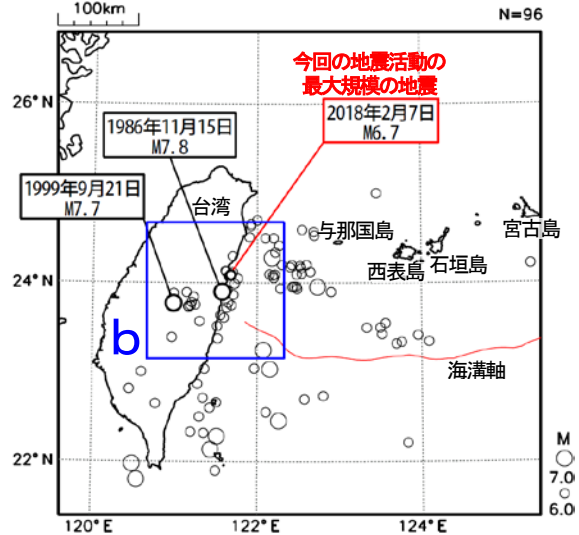 100km
N=96
今回の地震活動の
最大規模の地震
26°N
2018年2月7日
M6.7
1986年11月15日
M7.8
1999年9月21日
M7.7
台湾
与那国島
宮古島
西表島
石垣島
24°N
b
海溝軸
22°N
M
7.0
6.0
120°E
122°E
124°E